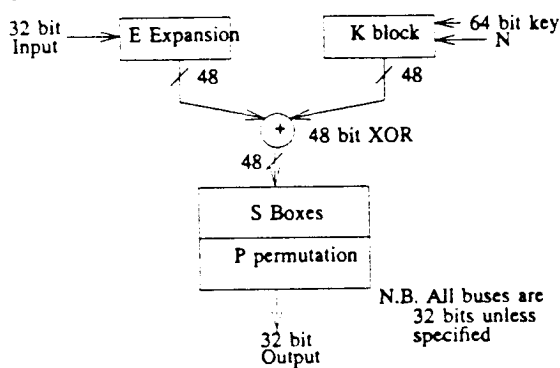 32 bit
Input
E Expansion
K block
64 bit key
N
48
48
+
48 bit XOR
48
S Boxes
P permutation
N.B. All buses are
32 bits unless
specified
32 bit
Output